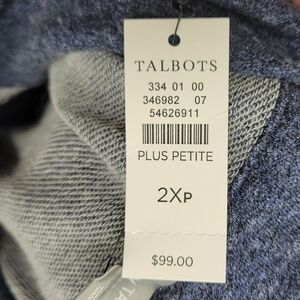 TALBOTS
334 01 00
346982 07
54626911
PLUS PETITE
2XP
$99.00